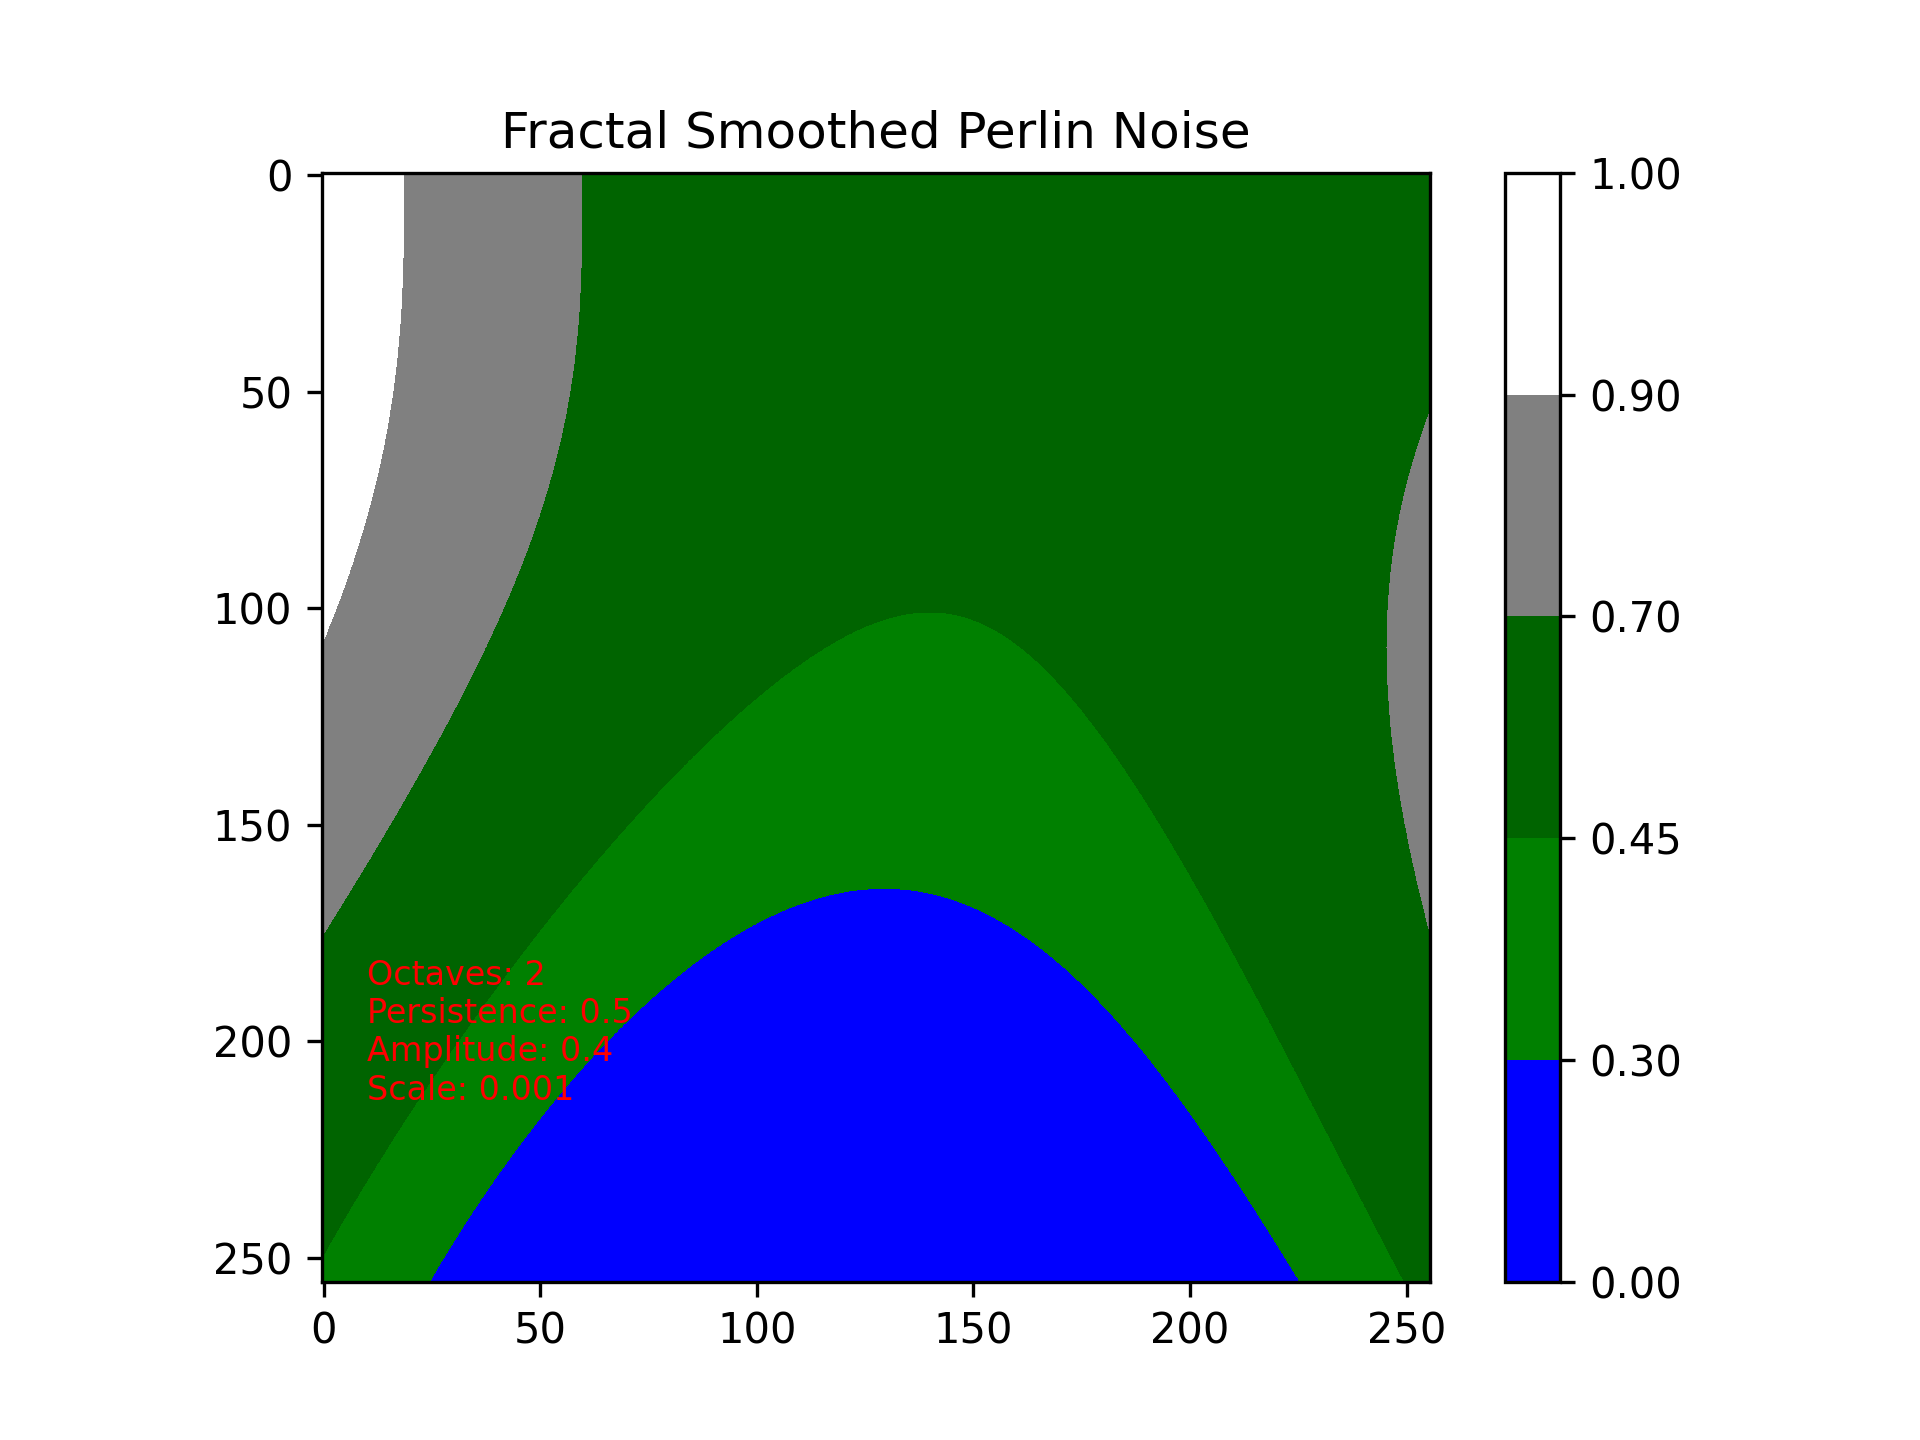 Fractal Smoothed Perlin Noise
0
50
100
150
200
250
Octaves: 2
Persistence: 0.5
Amplitude: 0.4
Scale: 0.001
0 50 100 150 200 250
1.00
0.90
0.70
0.45
0.30
0.00